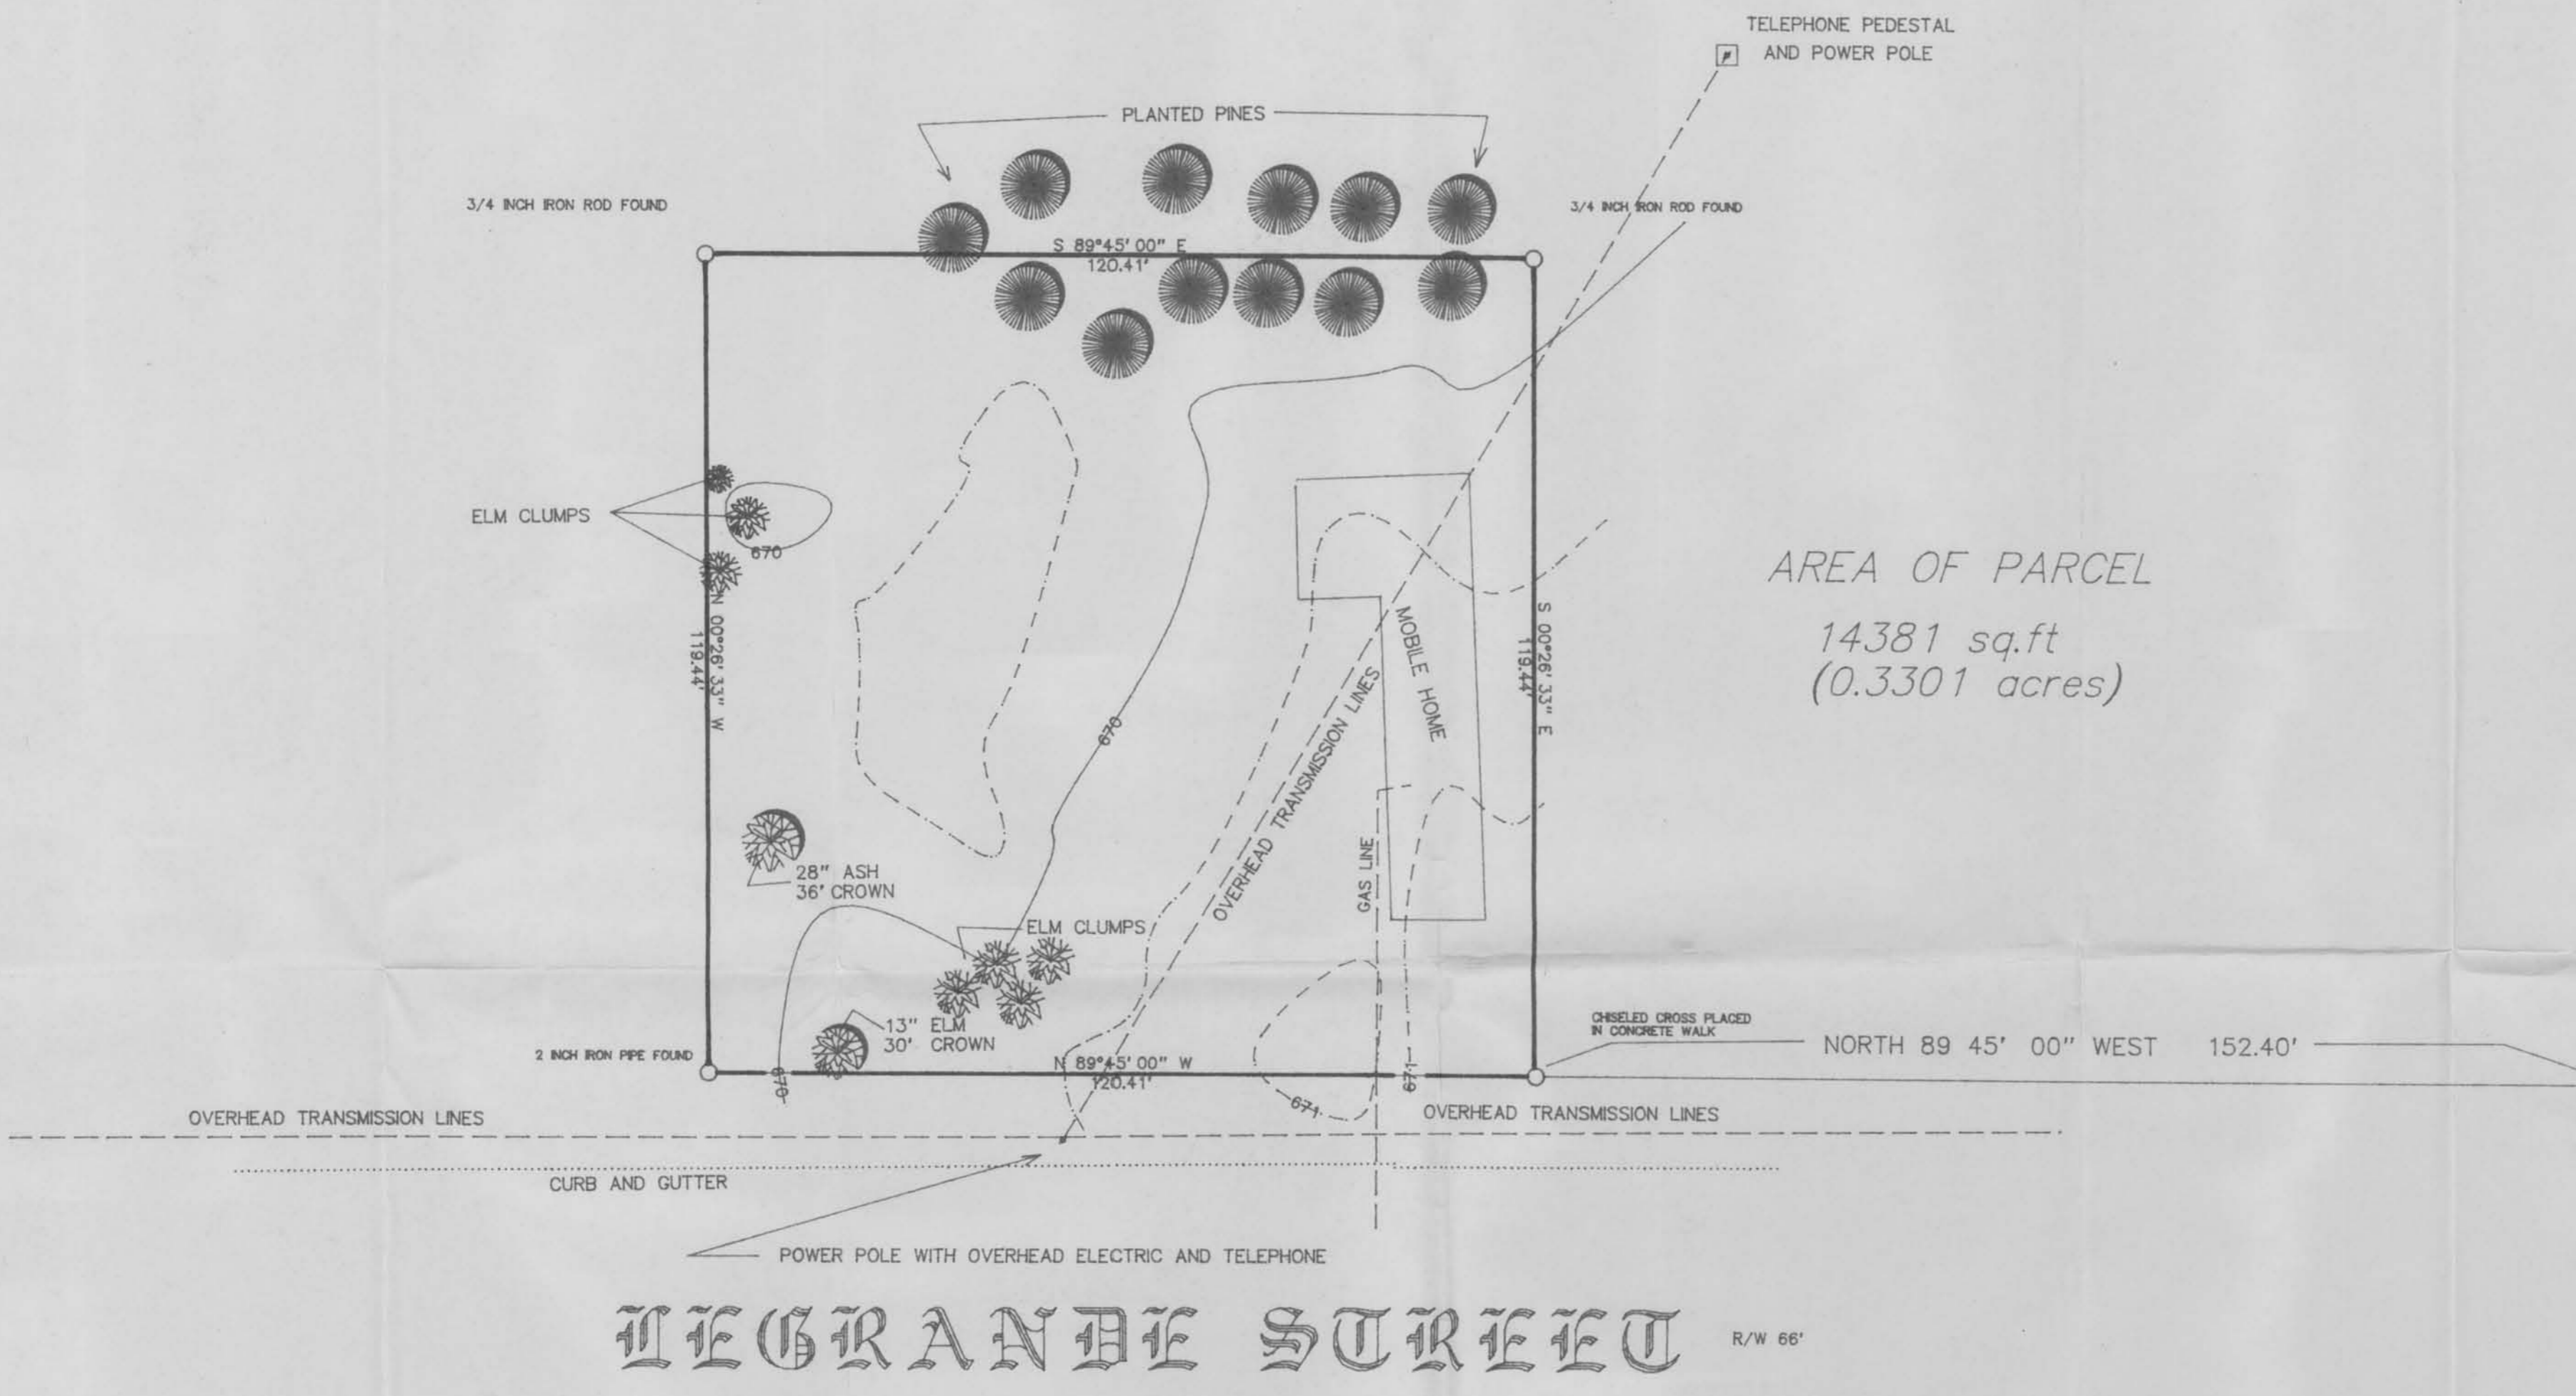 TELEPHONE PEDESTAL
AND POWER POLE
PLANTED PINES
3/4 INCH IRON ROD FOUND
3/4 INCH IRON ROD FOUND
S 89°45' 00" E
120.41'
ELM CLUMPS
670
N 00°26' 33" W
119.44'
MOBILE HOME
S 00°26' 33" E
119.44'
AREA OF PARCEL
14381 sq.ft
(0.3301 acres)
670
OVERHEAD TRANSMISSION LINES
GAS LINE
28" ASH
36' CROWN
ELM CLUMPS
13" ELM
30' CROWN
CHISELED CROSS PLACED
IN CONCRETE WALK
NORTH 89 45' 00" WEST 152.40'
2 INCH IRON PIPE FOUND
N 89°45' 00" W
120.41'
670
671
671
OVERHEAD TRANSMISSION LINES
OVERHEAD TRANSMISSION LINES
CURB AND GUTTER
POWER POLE WITH OVERHEAD ELECTRIC AND TELEPHONE
LEGRANDE STREET
R/W 66'